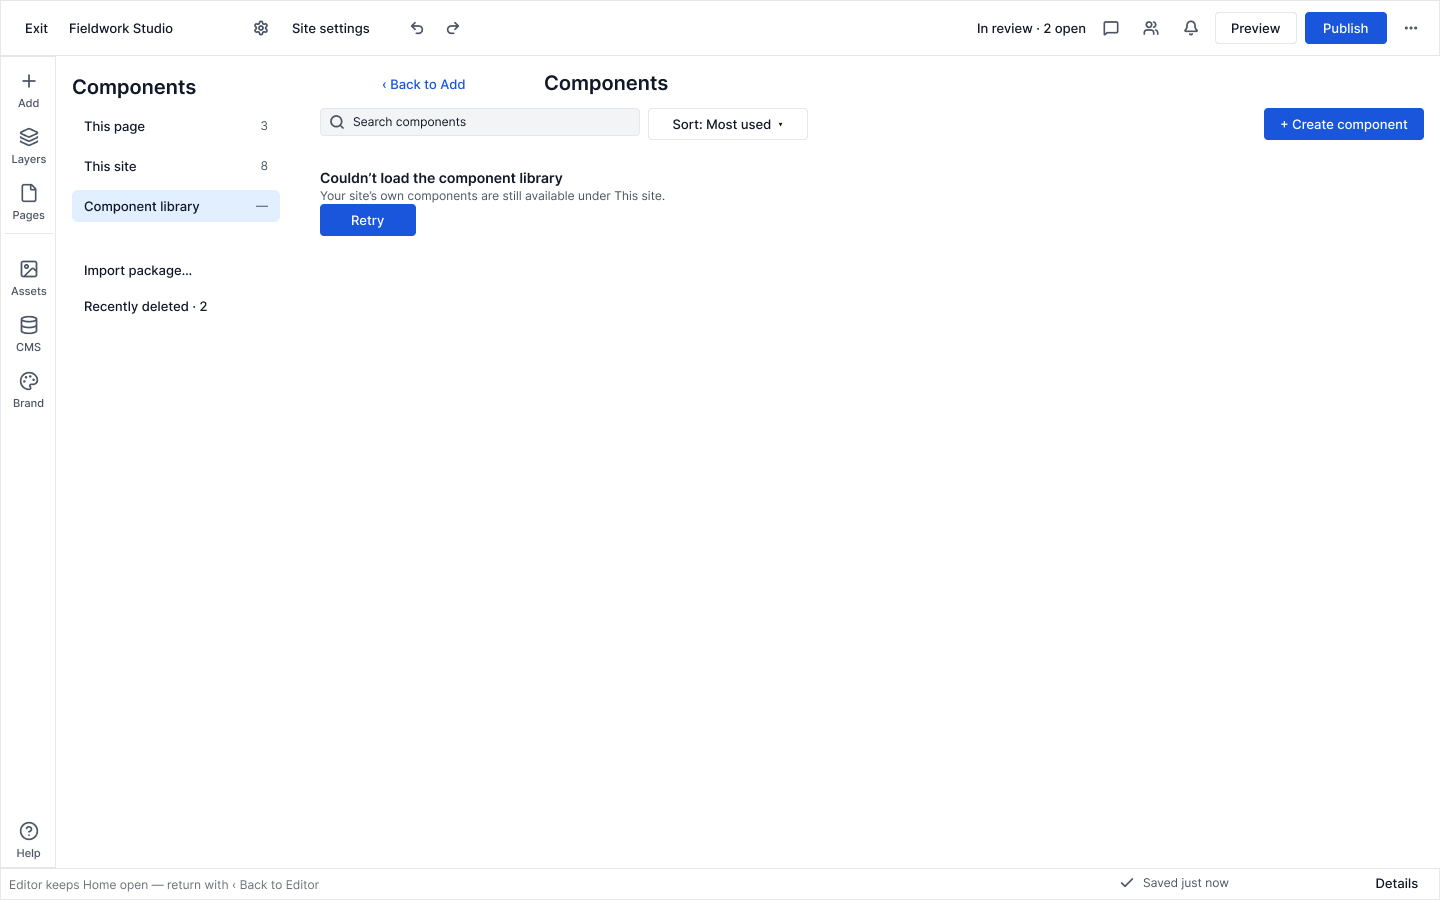 Exit
Fieldwork Studio
Site settings
In review · 2 open
Preview
Publish
Add
Layers
Pages
Assets
CMS
Brand
Help
Components
This page 3
This site 8
Component library —
Import package...
Recently deleted · 2
‹ Back to Add
Components
Search components
Sort: Most used ▾
+ Create component
Couldn’t load the component library
Your site’s own components are still available under This site.
Retry
Editor keeps Home open — return with ‹ Back to Editor
Saved just now
Details